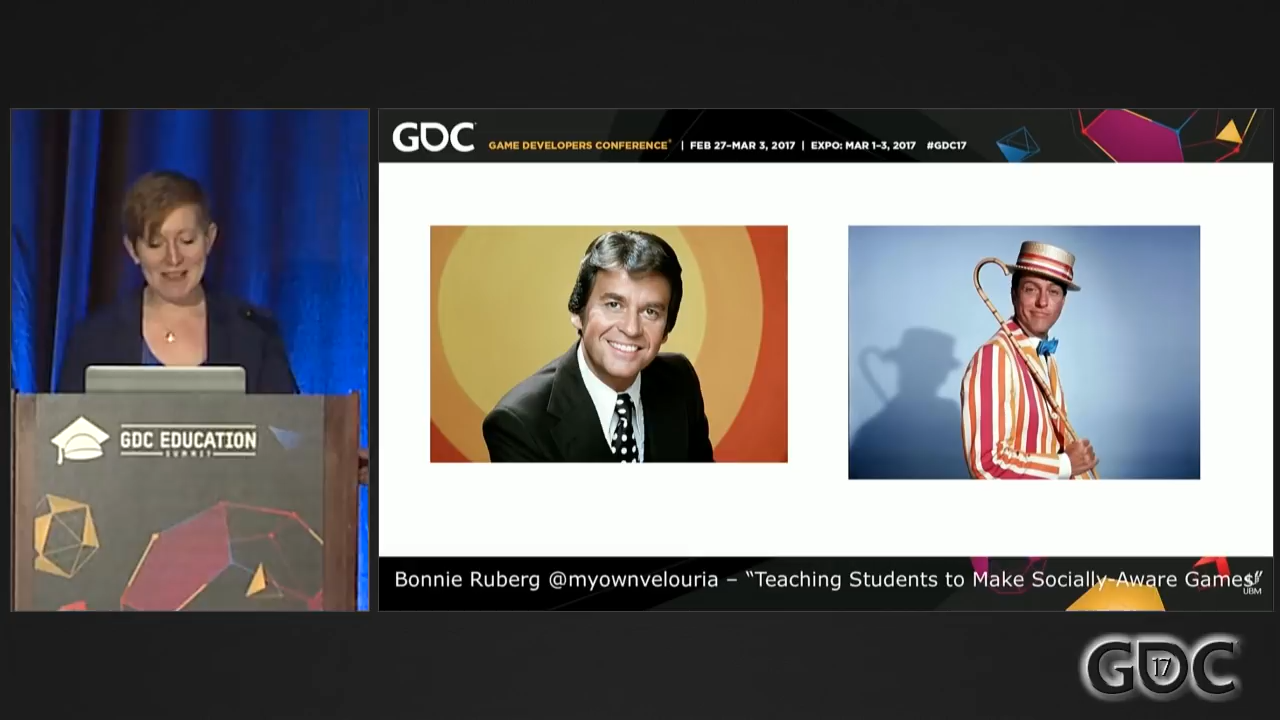 GDC
GAME DEVELOPERS CONFERENCE® | FEB 27–MAR 3, 2017 | EXPO: MAR 1–3, 2017 #GDC17
GDC EDUCATION
SUMMIT
Bonnie Ruberg @myownvelouria – “Teaching Students to Make Socially-Aware Games”
UBM
GDC
17